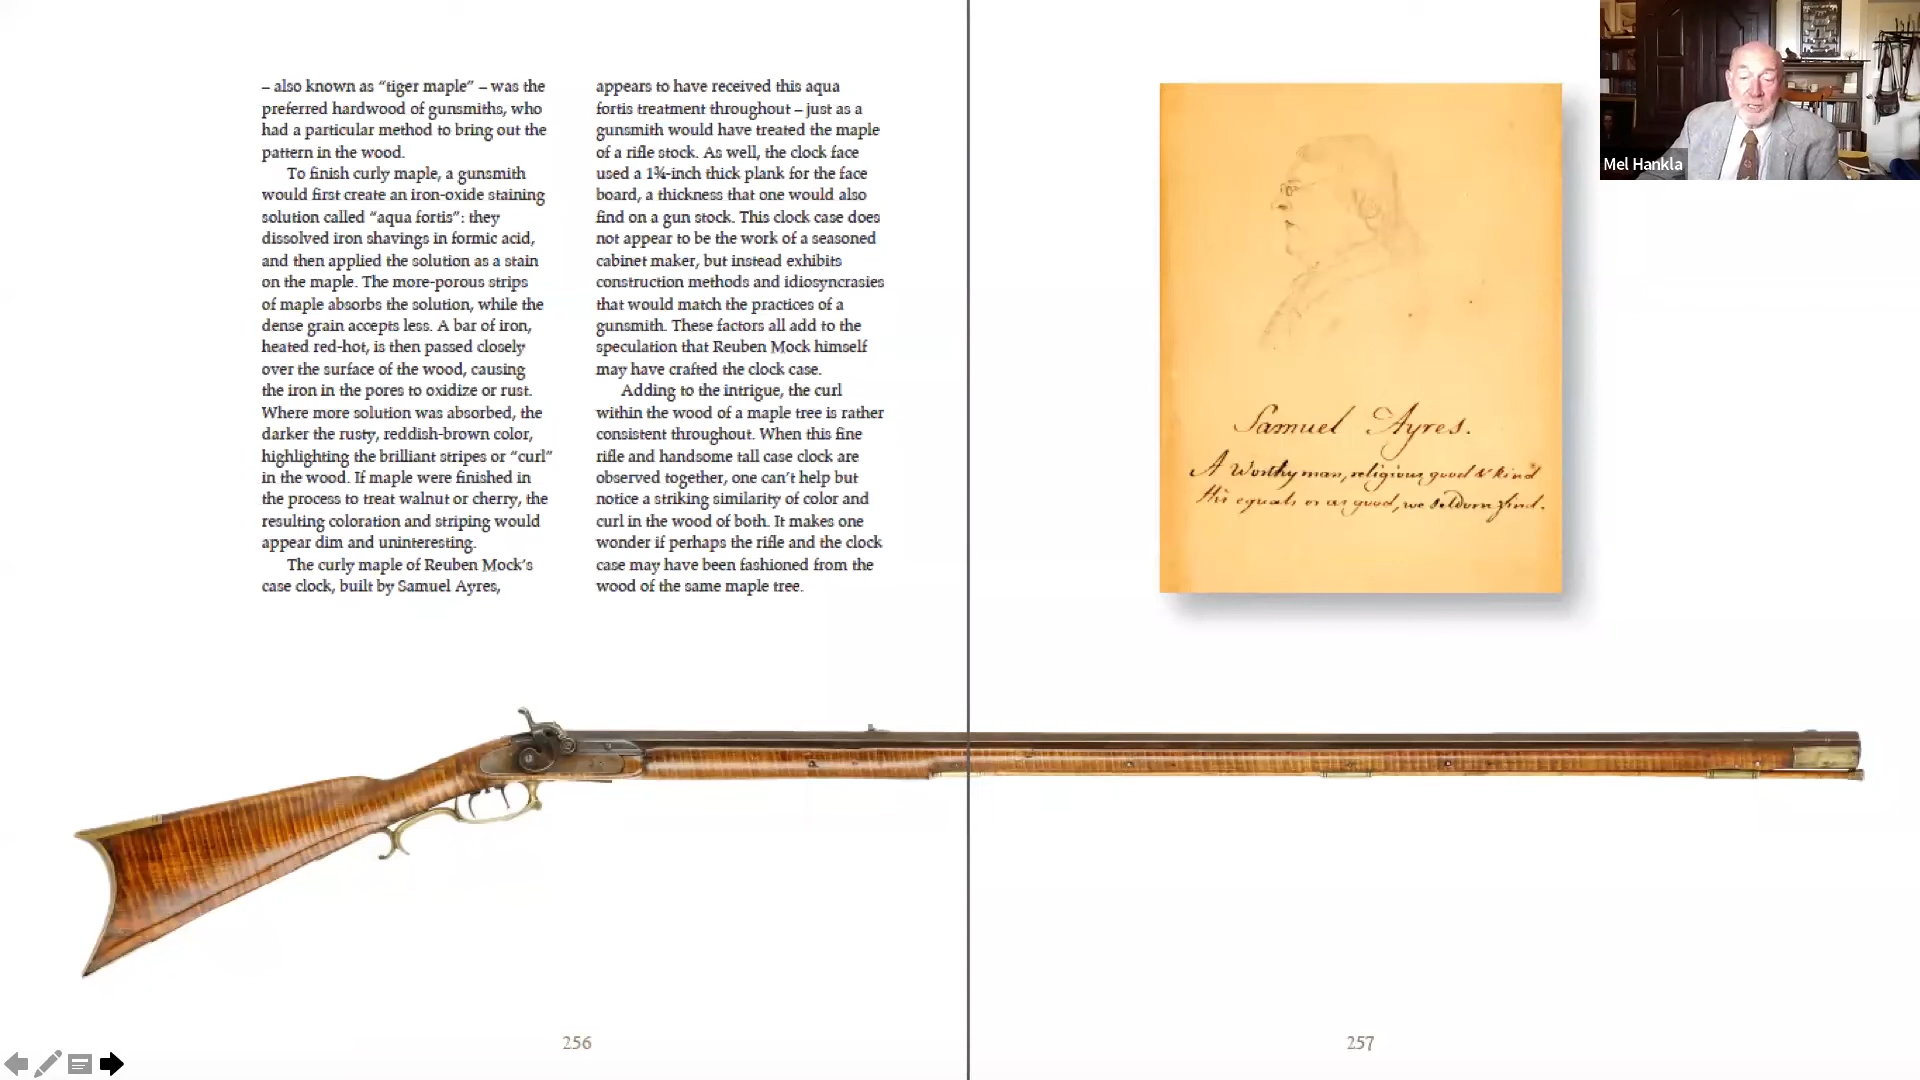 – also known as “tiger maple” – was the
preferred hardwood of gunsmiths, who
had a particular method to bring out the
pattern in the wood.
To finish curly maple, a gunsmith
would first create an iron-oxide staining
solution called “aqua fortis”: they
dissolved iron shavings in formic acid,
and then applied the solution as a stain
on the maple. The more-porous strips
of maple absorbs the solution, while the
dense grain accepts less. A bar of iron,
heated red-hot, is then passed closely
over the surface of the wood, causing
the iron in the pores to oxidize or rust.
Where more solution was absorbed, the
darker the rusty, reddish-brown color,
highlighting the brilliant stripes or “curl”
in the wood. If maple were finished in
the process to treat walnut or cherry, the
resulting coloration and striping would
appear dim and uninteresting.
The curly maple of Reuben Mock’s
case clock, built by Samuel Ayres,
appears to have received this aqua
fortis treatment throughout – just as a
gunsmith would have treated the maple
of a rifle stock. As well, the clock face
used a 1¾-inch thick plank for the face
board, a thickness that one would also
find on a gun stock. This clock case does
not appear to be the work of a seasoned
cabinet maker, but instead exhibits
construction methods and idiosyncrasies
that would match the practices of a
gunsmith. These factors all add to the
speculation that Reuben Mock himself
may have crafted the clock case.
Adding to the intrigue, the curl
within the wood of a maple tree is rather
consistent throughout. When this fine
rifle and handsome tall case clock are
observed together, one can’t help but
notice a striking similarity of color and
curl in the wood of both. It makes one
wonder if perhaps the rifle and the clock
case may have been fashioned from the
wood of the same maple tree.
Samuel Ayres.
A Worthy man, religious, good & kind
His equals or as good, we seldom find.
256
257
Mel Hankla